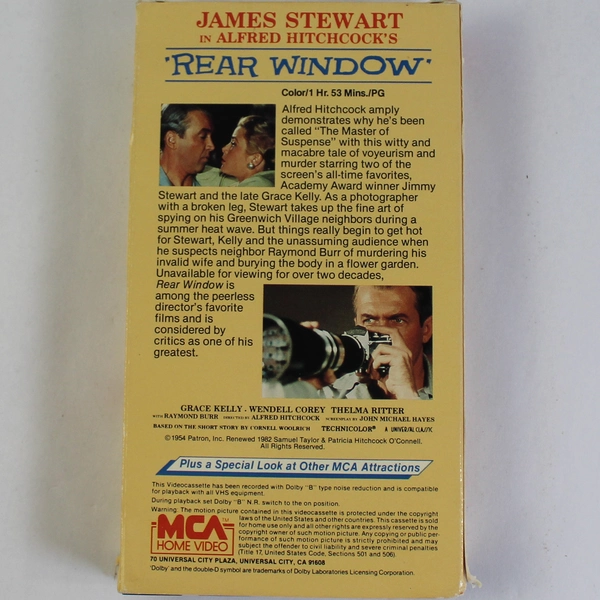 JAMES STEWART
IN ALFRED HITCHCOCK'S
'REAR WINDOW'
Color/1 Hr. 53 Mins./PG
Alfred Hitchcock amply
demonstrates why he's been
called "The Master of
Suspense" with this witty and
macabre tale of voyeurism and
murder starring two of the
screen's all-time favorites,
Academy Award winner Jimmy
Stewart and the late Grace Kelly. As a photographer
with a broken leg, Stewart takes up the fine art of
spying on his Greenwich Village neighbors during a
summer heat wave. But things really begin to get hot
for Stewart, Kelly and the unassuming audience when
he suspects neighbor Raymond Burr of murdering his
invalid wife and burying the body in a flower garden.
Unavailable for viewing for over two decades,
Rear Window is
among the peerless
director's favorite
films and is
considered by
critics as one of his
greatest.
GRACE KELLY · WENDELL COREY THELMA RITTER
WITH RAYMOND BURR DIRECTED BY ALFRED HITCHCOCK SCREENPLAY BY JOHN MICHAEL HAYES
BASED ON THE SHORT STORY BY CORNELL WOOLRICH TECHNICOLOR® A UNIVERSAL CLASSIC
©1954 Patron, Inc. Renewed 1982 Samuel Taylor & Patricia Hitchcock O'Connell.
All Rights Reserved.
Plus a Special Look at Other MCA Attractions
This Videocassette has been recorded with Dolby "B" type noise reduction and is compatible
for playback with all VHS equipment.
During playback set Dolby "B" N.R. switch to the on position.
Warning: The motion picture contained in this videocassette is protected under the copyright
laws of the United States and other countries. This cassette is sold
for home use only and all other rights are expressly reserved by the
copyright owner of such motion picture. Any copying or public per-
formance of such motion picture is strictly prohibited and may
subject the offender to civil liability and severe criminal penalties
(Title 17, United States Code, Sections 501 and 506).
MCA™
HOME VIDEO
70 UNIVERSAL CITY PLAZA, UNIVERSAL CITY, CA 91608
'Dolby' and the double-D symbol are trademarks of Dolby Laboratories Licensing Corporation.